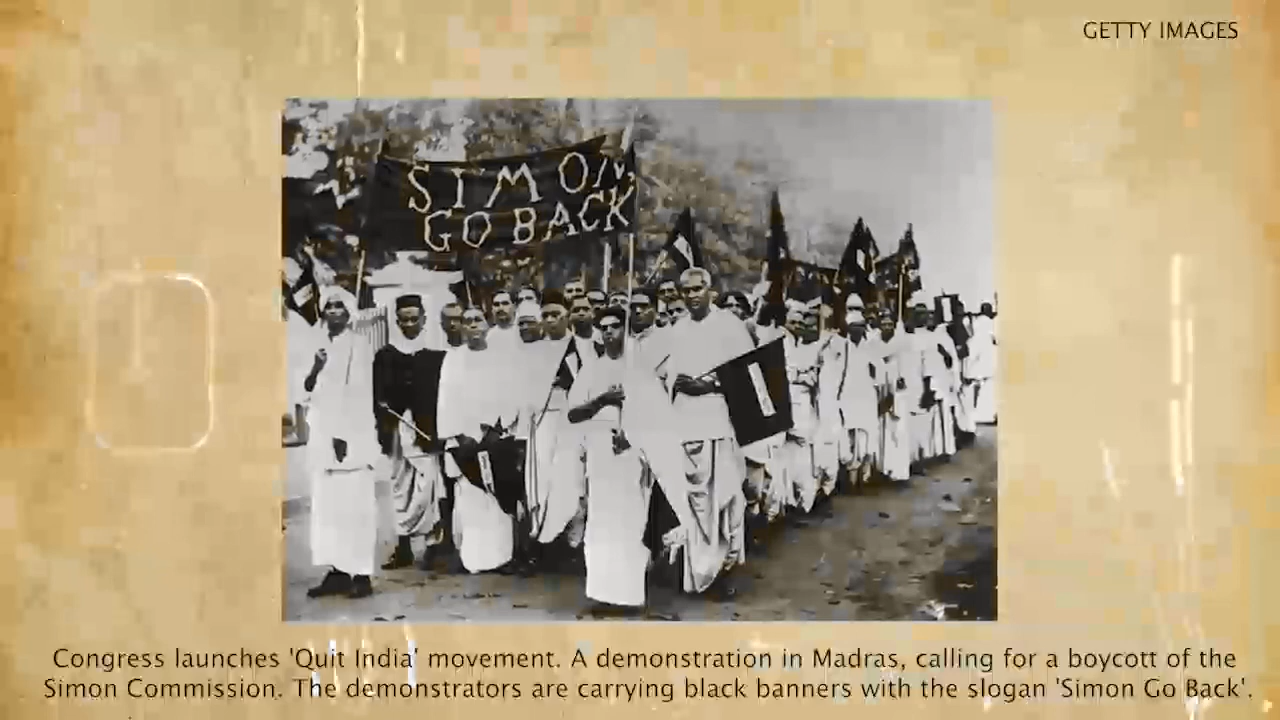 GETTY IMAGES
SIMON,
GO BACK
Congress launches 'Quit India' movement. A demonstration in Madras, calling for a boycott of the
Simon Commission. The demonstrators are carrying black banners with the slogan 'Simon Go Back'.